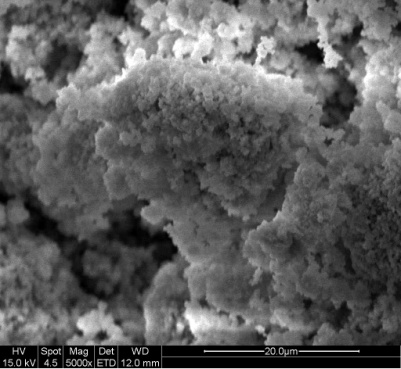 HV Spot Mag Det WD 20.0µm
15.0 kV 4.5 5000x ETD 12.0 mm